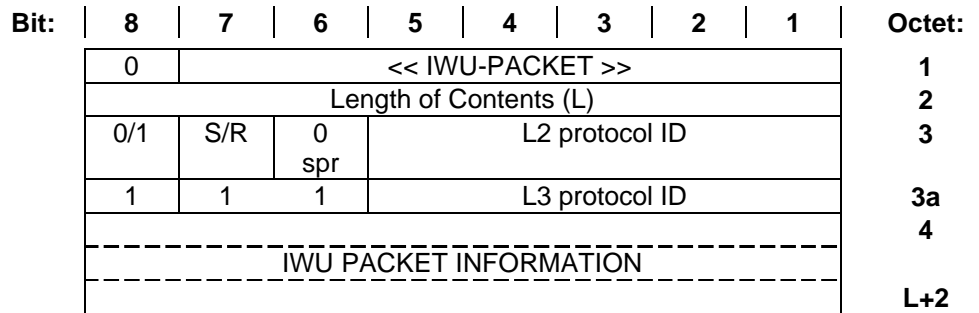 Bit: 8 7 6 5 4 3 2 1 Octet:
0 << IWU-PACKET >> 1
Length of Contents (L) 2
0/1 S/R 0 L2 protocol ID 3
spr
1 1 1 L3 protocol ID 3a
4
IWU PACKET INFORMATION
L+2